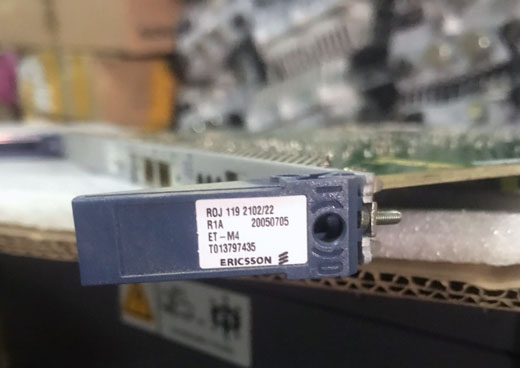 ROJ 119 2102/22
R1A 20050705
ET-M4
T013797435
ERICSSON